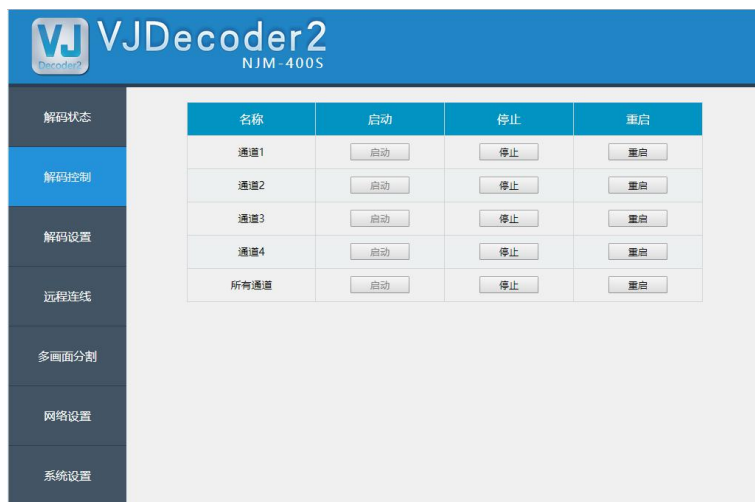 VJ
Decoder2
VJDecoder2
NJM-400S
解码状态
解码控制
解码设置
远程连线
多画面分割
网络设置
系统设置
名称 启动 停止 重启
通道1 启动 停止 重启
通道2 启动 停止 重启
通道3 启动 停止 重启
通道4 启动 停止 重启
所有通道 启动 停止 重启